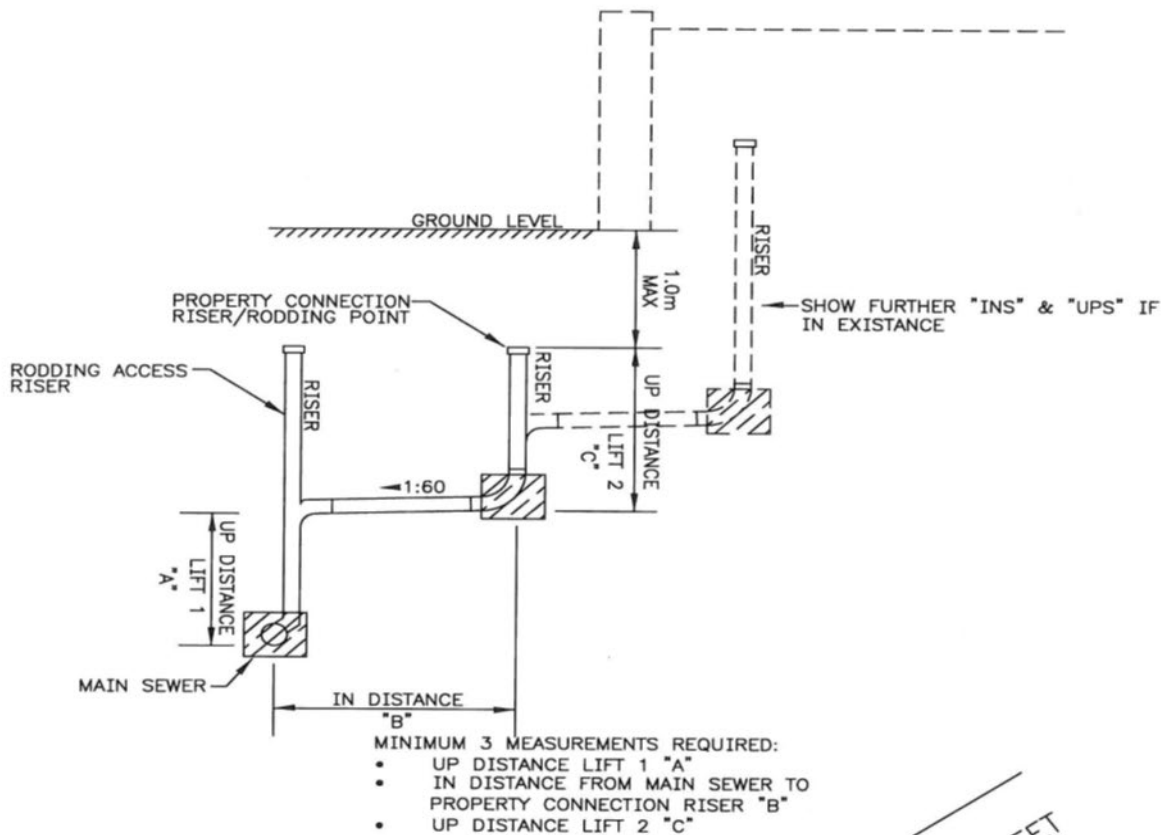 GROUND LEVEL
RISER
1.0m
MAX
PROPERTY CONNECTION
RISER/RODDING POINT
SHOW FURTHER "INS" & "UPS" IF
IN EXISTANCE
RODDING ACCESS
RISER
RISER
RISER
UP DISTANCE
LIFT 2
"C"
1:60
UP DISTANCE
LIFT 1
"A"
MAIN SEWER
IN DISTANCE
"B"
MINIMUM 3 MEASUREMENTS REQUIRED:
• UP DISTANCE LIFT 1 "A"
• IN DISTANCE FROM MAIN SEWER TO
PROPERTY CONNECTION RISER "B"
• UP DISTANCE LIFT 2 "C"